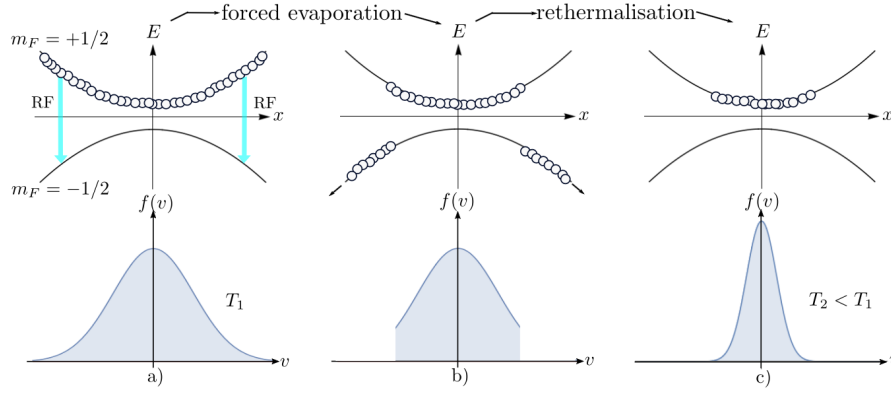 forced evaporation
rethermalisation
m_F = +1/2
E
E
E
RF
RF
x
x
x
m_F = −1/2
f(v)
f(v)
f(v)
T_1
T_2 < T_1
v
v
a)
b)
c)